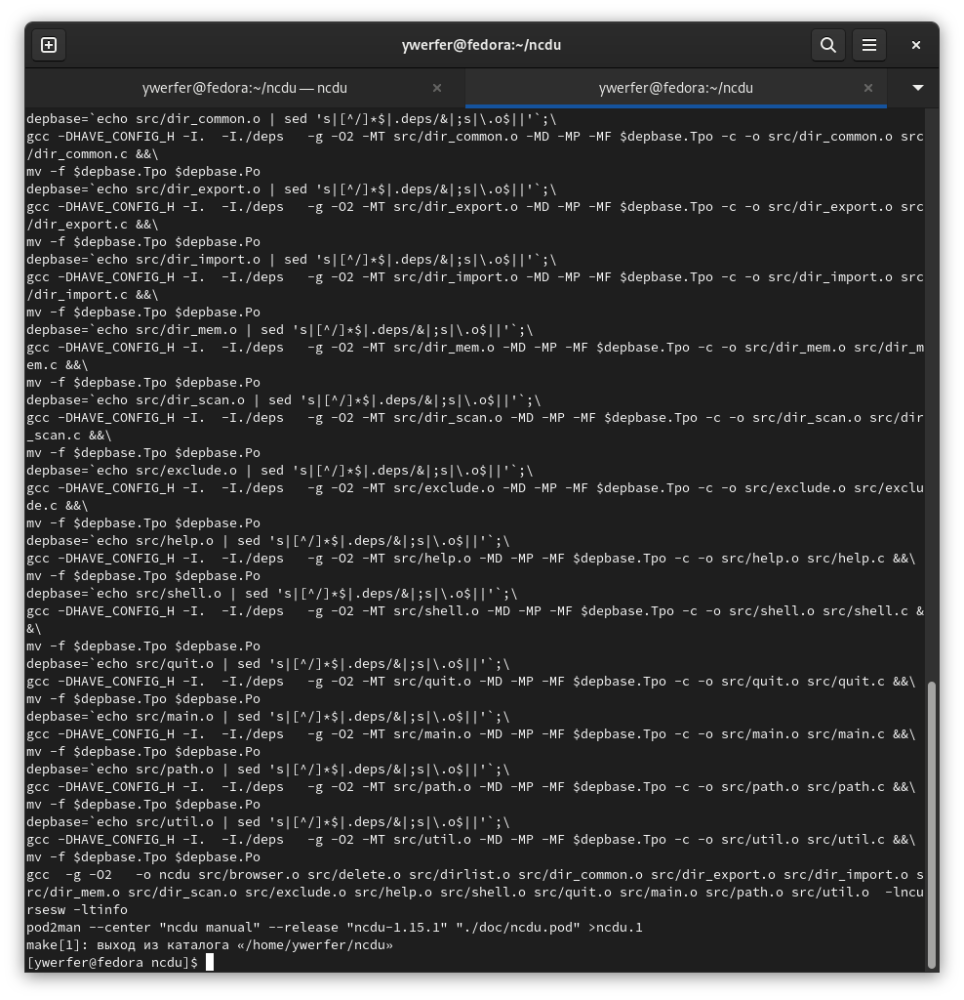 ywerfer@fedora:~/ncdu
ywerfer@fedora:~/ncdu — ncdu
ywerfer@fedora:~/ncdu
depbase=`echo src/dir_common.o | sed 's|[^/]*$|.deps/&|;s|\.o$||'`;\
gcc -DHAVE_CONFIG_H -I.  -I./deps   -g -O2 -MT src/dir_common.o -MD -MP -MF $depbase.Tpo -c -o src/dir_common.o src
/dir_common.c &&\
mv -f $depbase.Tpo $depbase.Po
depbase=`echo src/dir_export.o | sed 's|[^/]*$|.deps/&|;s|\.o$||'`;\
gcc -DHAVE_CONFIG_H -I.  -I./deps   -g -O2 -MT src/dir_export.o -MD -MP -MF $depbase.Tpo -c -o src/dir_export.o src
/dir_export.c &&\
mv -f $depbase.Tpo $depbase.Po
depbase=`echo src/dir_import.o | sed 's|[^/]*$|.deps/&|;s|\.o$||'`;\
gcc -DHAVE_CONFIG_H -I.  -I./deps   -g -O2 -MT src/dir_import.o -MD -MP -MF $depbase.Tpo -c -o src/dir_import.o src
/dir_import.c &&\
mv -f $depbase.Tpo $depbase.Po
depbase=`echo src/dir_mem.o | sed 's|[^/]*$|.deps/&|;s|\.o$||'`;\
gcc -DHAVE_CONFIG_H -I.  -I./deps   -g -O2 -MT src/dir_mem.o -MD -MP -MF $depbase.Tpo -c -o src/dir_mem.o src/dir_m
em.c &&\
mv -f $depbase.Tpo $depbase.Po
depbase=`echo src/dir_scan.o | sed 's|[^/]*$|.deps/&|;s|\.o$||'`;\
gcc -DHAVE_CONFIG_H -I.  -I./deps   -g -O2 -MT src/dir_scan.o -MD -MP -MF $depbase.Tpo -c -o src/dir_scan.o src/dir
_scan.c &&\
mv -f $depbase.Tpo $depbase.Po
depbase=`echo src/exclude.o | sed 's|[^/]*$|.deps/&|;s|\.o$||'`;\
gcc -DHAVE_CONFIG_H -I.  -I./deps   -g -O2 -MT src/exclude.o -MD -MP -MF $depbase.Tpo -c -o src/exclude.o src/exclu
de.c &&\
mv -f $depbase.Tpo $depbase.Po
depbase=`echo src/help.o | sed 's|[^/]*$|.deps/&|;s|\.o$||'`;\
gcc -DHAVE_CONFIG_H -I.  -I./deps   -g -O2 -MT src/help.o -MD -MP -MF $depbase.Tpo -c -o src/help.o src/help.c &&\
mv -f $depbase.Tpo $depbase.Po
depbase=`echo src/shell.o | sed 's|[^/]*$|.deps/&|;s|\.o$||'`;\
gcc -DHAVE_CONFIG_H -I.  -I./deps   -g -O2 -MT src/shell.o -MD -MP -MF $depbase.Tpo -c -o src/shell.o src/shell.c &
&\
mv -f $depbase.Tpo $depbase.Po
depbase=`echo src/quit.o | sed 's|[^/]*$|.deps/&|;s|\.o$||'`;\
gcc -DHAVE_CONFIG_H -I.  -I./deps   -g -O2 -MT src/quit.o -MD -MP -MF $depbase.Tpo -c -o src/quit.o src/quit.c &&\
mv -f $depbase.Tpo $depbase.Po
depbase=`echo src/main.o | sed 's|[^/]*$|.deps/&|;s|\.o$||'`;\
gcc -DHAVE_CONFIG_H -I.  -I./deps   -g -O2 -MT src/main.o -MD -MP -MF $depbase.Tpo -c -o src/main.o src/main.c &&\
mv -f $depbase.Tpo $depbase.Po
depbase=`echo src/path.o | sed 's|[^/]*$|.deps/&|;s|\.o$||'`;\
gcc -DHAVE_CONFIG_H -I.  -I./deps   -g -O2 -MT src/path.o -MD -MP -MF $depbase.Tpo -c -o src/path.o src/path.c &&\
mv -f $depbase.Tpo $depbase.Po
depbase=`echo src/util.o | sed 's|[^/]*$|.deps/&|;s|\.o$||'`;\
gcc -DHAVE_CONFIG_H -I.  -I./deps   -g -O2 -MT src/util.o -MD -MP -MF $depbase.Tpo -c -o src/util.o src/util.c &&\
mv -f $depbase.Tpo $depbase.Po
gcc  -g -O2   -o ncdu src/browser.o src/delete.o src/dirlist.o src/dir_common.o src/dir_export.o src/dir_import.o s
rc/dir_mem.o src/dir_scan.o src/exclude.o src/help.o src/shell.o src/quit.o src/main.o src/path.o src/util.o  -lncu
rsesw -ltinfo
pod2man --center "ncdu manual" --release "ncdu-1.15.1" "./doc/ncdu.pod" >ncdu.1
make[1]: выход из каталога «/home/ywerfer/ncdu»
[ywerfer@fedora ncdu]$